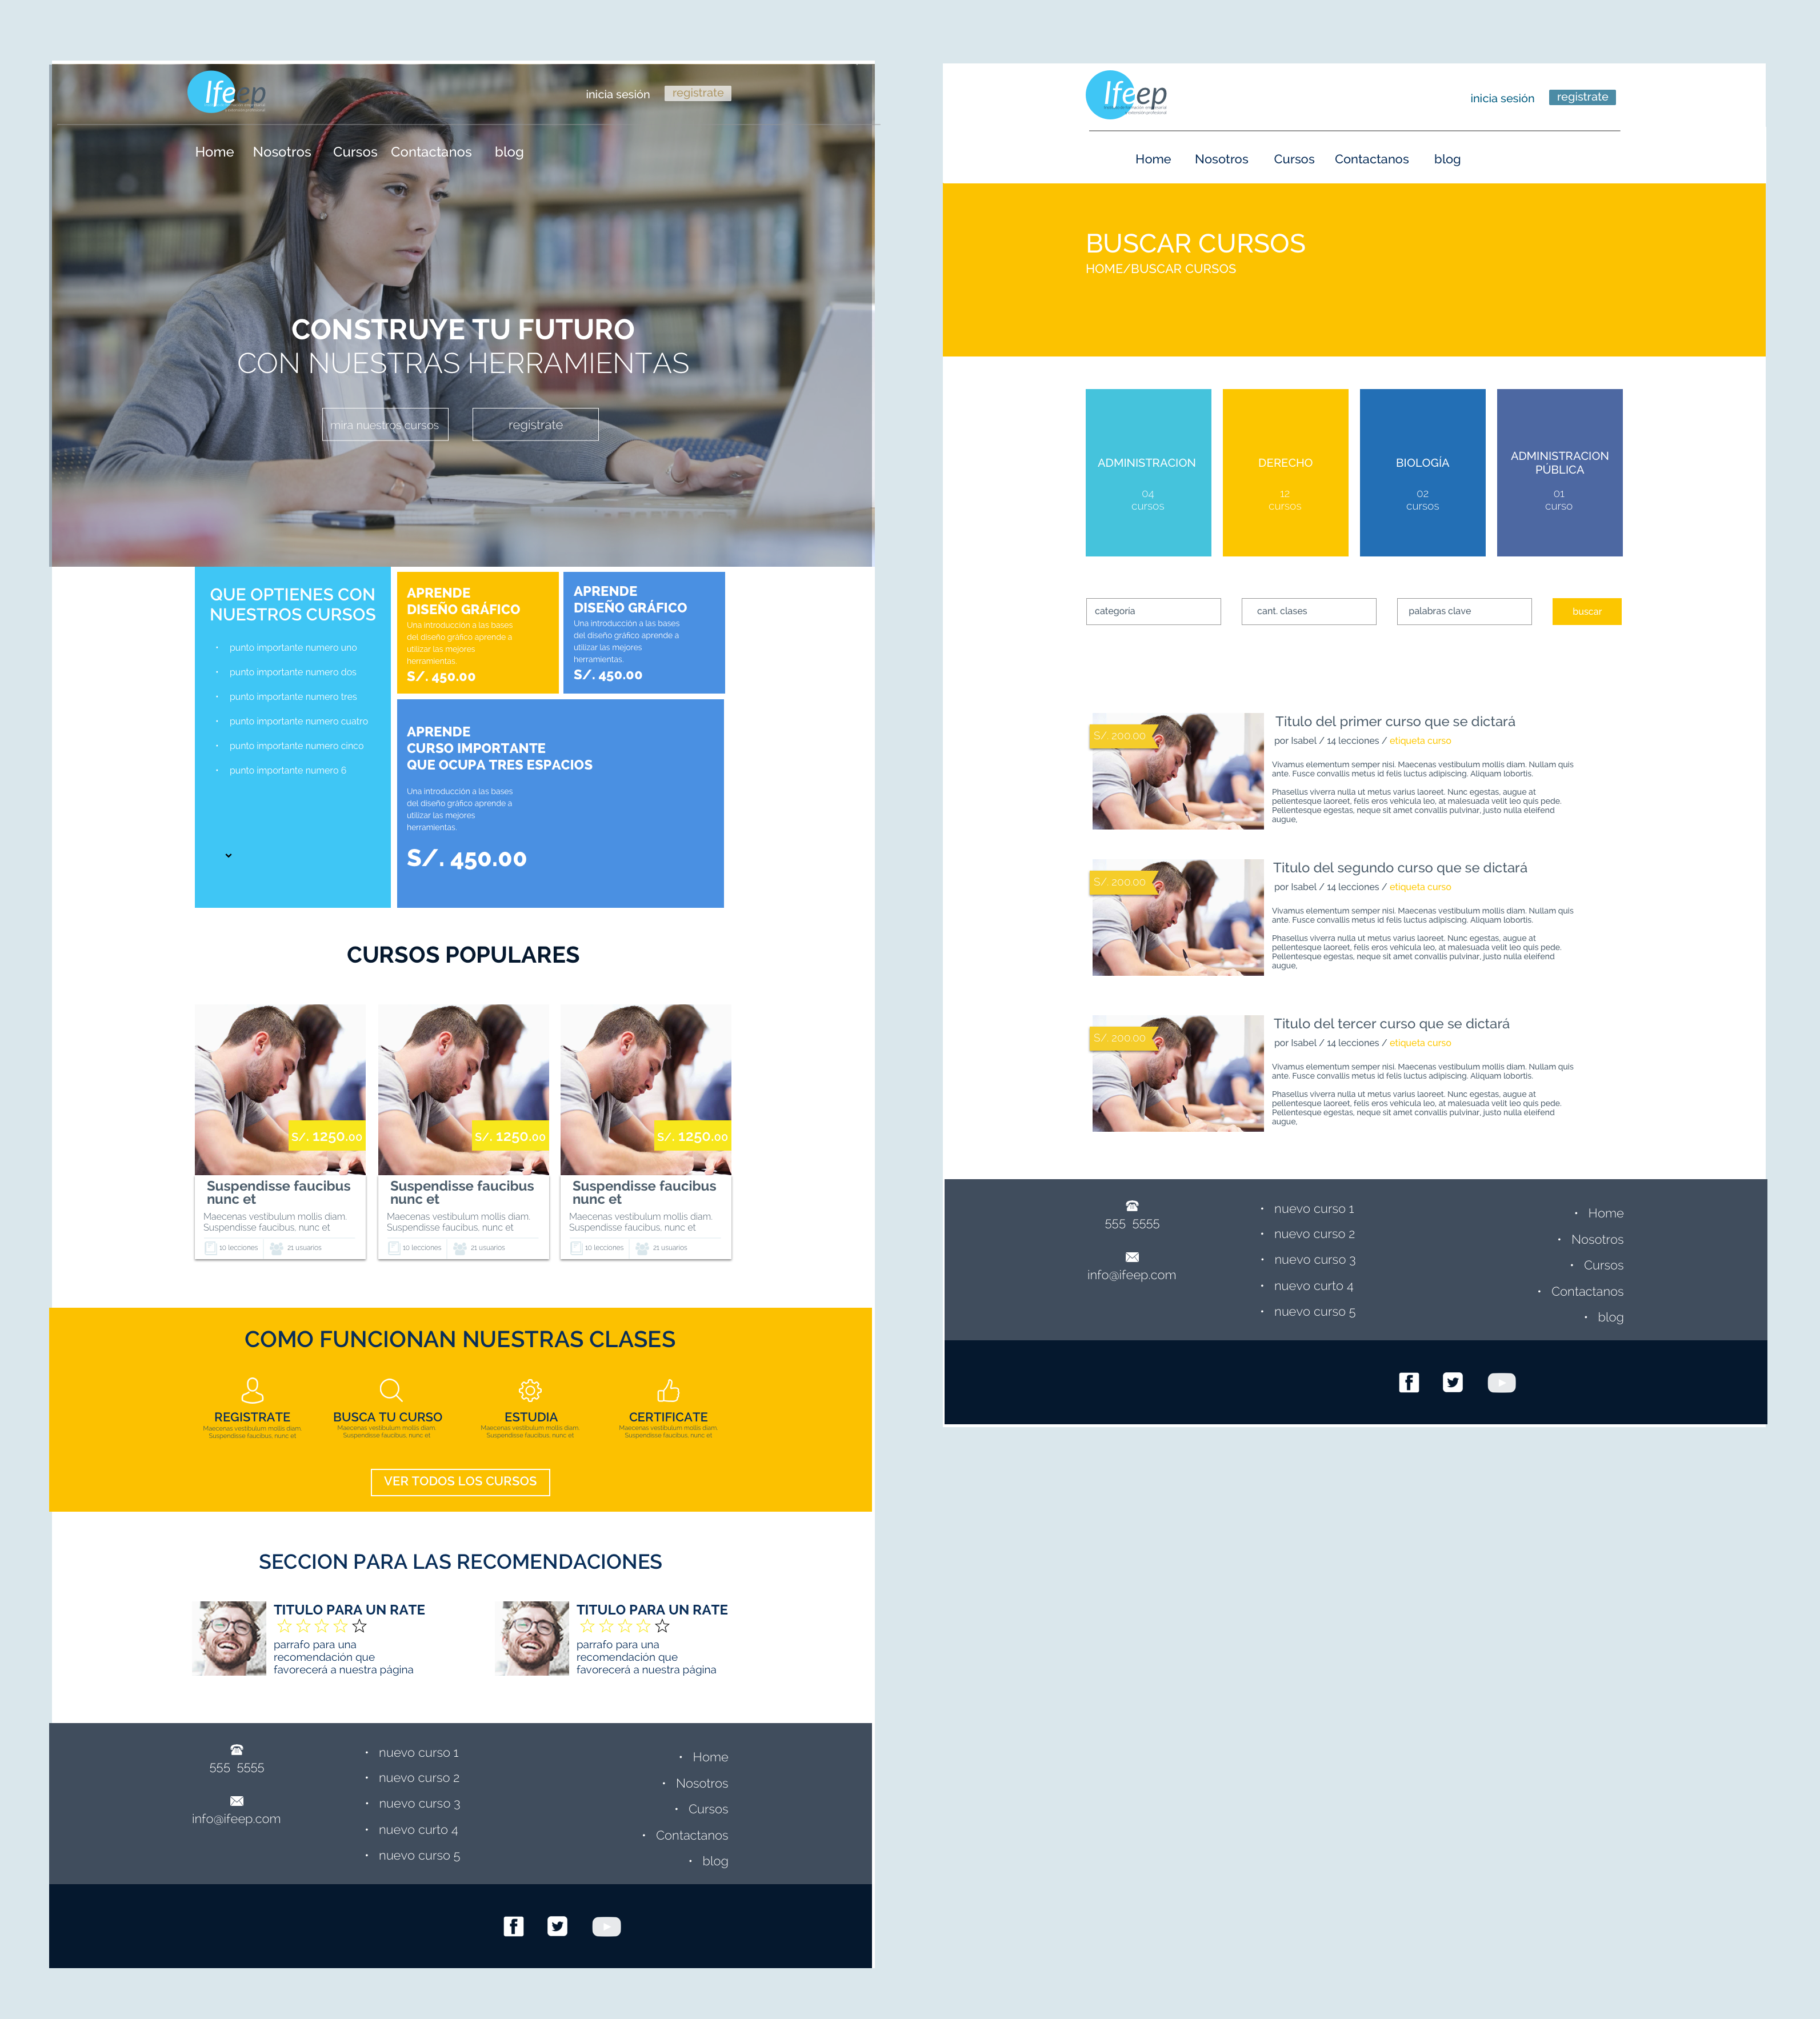 Ifeep
inicia sesión
registrate
Home Nosotros Cursos Contactanos blog
CONSTRUYE TU FUTURO
CON NUESTRAS HERRAMIENTAS
mira nuestros cursos
registrate
QUE OPTIENES CON
NUESTROS CURSOS
• punto importante numero uno
• punto importante numero dos
• punto importante numero tres
• punto importante numero cuatro
• punto importante numero cinco
• punto importante numero 6
APRENDE
DISEÑO GRÁFICO
Una introducción a las bases
del diseño gráfico aprende a
utilizar las mejores
herramientas.
S/. 450.00
APRENDE
DISEÑO GRÁFICO
Una introducción a las bases
del diseño gráfico aprende a
utilizar las mejores
herramientas.
S/. 450.00
APRENDE
CURSO IMPORTANTE
QUE OCUPA TRES ESPACIOS
Una introducción a las bases
del diseño gráfico aprende a
utilizar las mejores
herramientas.
S/. 450.00
CURSOS POPULARES
S/. 1250.00
Suspendisse faucibus
nunc et
Maecenas vestibulum mollis diam.
Suspendisse faucibus, nunc et
10 lecciones 21 usuarios
S/. 1250.00
Suspendisse faucibus
nunc et
Maecenas vestibulum mollis diam.
Suspendisse faucibus, nunc et
10 lecciones 21 usuarios
S/. 1250.00
Suspendisse faucibus
nunc et
Maecenas vestibulum mollis diam.
Suspendisse faucibus, nunc et
10 lecciones 21 usuarios
COMO FUNCIONAN NUESTRAS CLASES
REGISTRATE
Maecenas vestibulum mollis diam.
Suspendisse faucibus, nunc et
BUSCA TU CURSO
Maecenas vestibulum mollis diam.
Suspendisse faucibus, nunc et
ESTUDIA
Maecenas vestibulum mollis diam.
Suspendisse faucibus, nunc et
CERTIFICATE
Maecenas vestibulum mollis diam.
Suspendisse faucibus, nunc et
VER TODOS LOS CURSOS
SECCION PARA LAS RECOMENDACIONES
TITULO PARA UN RATE
parrafo para una
recomendación que
favorecerá a nuestra página
TITULO PARA UN RATE
parrafo para una
recomendación que
favorecerá a nuestra página
555 5555
info@ifeep.com
• nuevo curso 1
• nuevo curso 2
• nuevo curso 3
• nuevo curto 4
• nuevo curso 5
• Home
• Nosotros
• Cursos
• Contactanos
• blog
Ifeep
inicia sesión
registrate
Home Nosotros Cursos Contactanos blog
BUSCAR CURSOS
HOME/BUSCAR CURSOS
ADMINISTRACION
04
cursos
DERECHO
12
cursos
BIOLOGÍA
02
cursos
ADMINISTRACION
PÚBLICA
01
curso
categoria
cant. clases
palabras clave
buscar
S/. 200.00
Titulo del primer curso que se dictará
por Isabel / 14 lecciones / etiqueta curso
Vivamus elementum semper nisi. Maecenas vestibulum mollis diam. Nullam quis
ante. Fusce convallis metus id felis luctus adipiscing. Aliquam lobortis.
Phasellus viverra nulla ut metus varius laoreet. Nunc egestas, augue at
pellentesque laoreet, felis eros vehicula leo, at malesuada velit leo quis pede.
Pellentesque egestas, neque sit amet convallis pulvinar, justo nulla eleifend
augue,
S/. 200.00
Titulo del segundo curso que se dictará
por Isabel / 14 lecciones / etiqueta curso
Vivamus elementum semper nisi. Maecenas vestibulum mollis diam. Nullam quis
ante. Fusce convallis metus id felis luctus adipiscing. Aliquam lobortis.
Phasellus viverra nulla ut metus varius laoreet. Nunc egestas, augue at
pellentesque laoreet, felis eros vehicula leo, at malesuada velit leo quis pede.
Pellentesque egestas, neque sit amet convallis pulvinar, justo nulla eleifend
augue,
S/. 200.00
Titulo del tercer curso que se dictará
por Isabel / 14 lecciones / etiqueta curso
Vivamus elementum semper nisi. Maecenas vestibulum mollis diam. Nullam quis
ante. Fusce convallis metus id felis luctus adipiscing. Aliquam lobortis.
Phasellus viverra nulla ut metus varius laoreet. Nunc egestas, augue at
pellentesque laoreet, felis eros vehicula leo, at malesuada velit leo quis pede.
Pellentesque egestas, neque sit amet convallis pulvinar, justo nulla eleifend
augue,
555 5555
info@ifeep.com
• nuevo curso 1
• nuevo curso 2
• nuevo curso 3
• nuevo curto 4
• nuevo curso 5
• Home
• Nosotros
• Cursos
• Contactanos
• blog